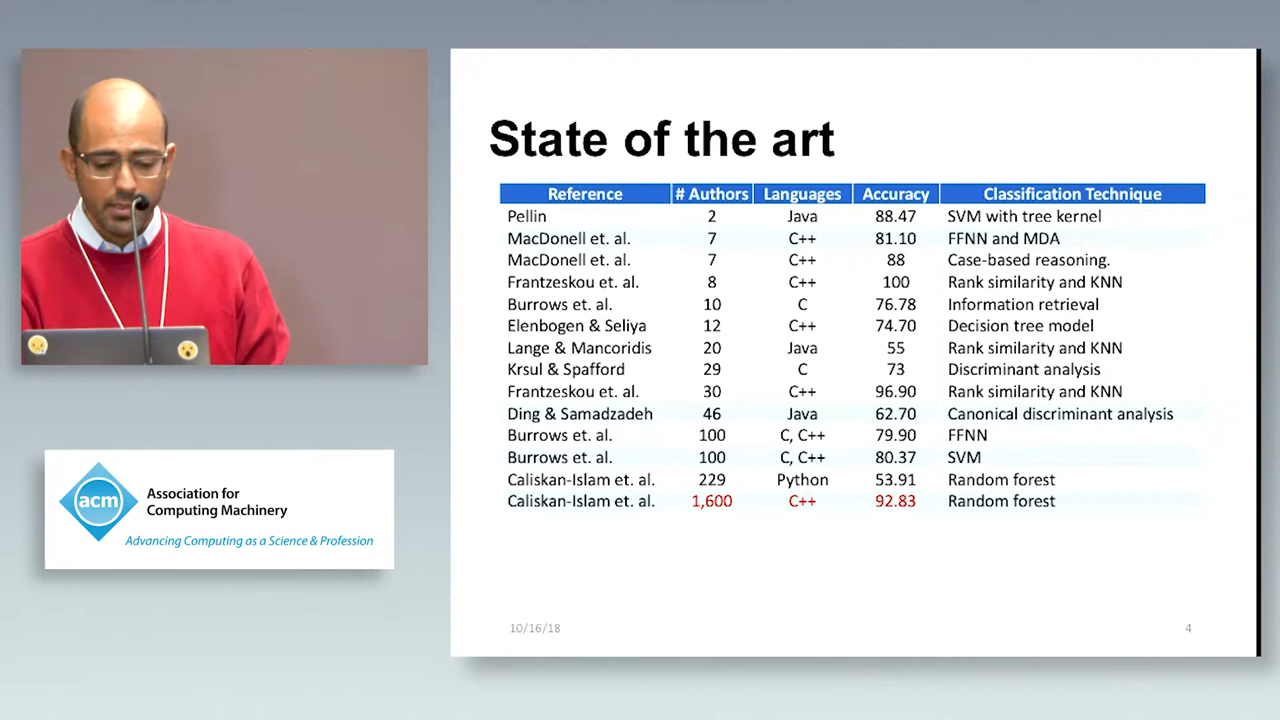 State of the art
Reference # Authors Languages Accuracy Classification Technique
Pellin 2 Java 88.47 SVM with tree kernel
MacDonell et. al. 7 C++ 81.10 FFNN and MDA
MacDonell et. al. 7 C++ 88 Case-based reasoning.
Frantzeskou et. al. 8 C++ 100 Rank similarity and KNN
Burrows et. al. 10 C 76.78 Information retrieval
Elenbogen & Seliya 12 C++ 74.70 Decision tree model
Lange & Mancoridis 20 Java 55 Rank similarity and KNN
Krsul & Spafford 29 C 73 Discriminant analysis
Frantzeskou et. al. 30 C++ 96.90 Rank similarity and KNN
Ding & Samadzadeh 46 Java 62.70 Canonical discriminant analysis
Burrows et. al. 100 C, C++ 79.90 FFNN
Burrows et. al. 100 C, C++ 80.37 SVM
Caliskan-Islam et. al. 229 Python 53.91 Random forest
Caliskan-Islam et. al. 1,600 C++ 92.83 Random forest
10/16/18 4
acm
Association for
Computing Machinery
Advancing Computing as a Science & Profession